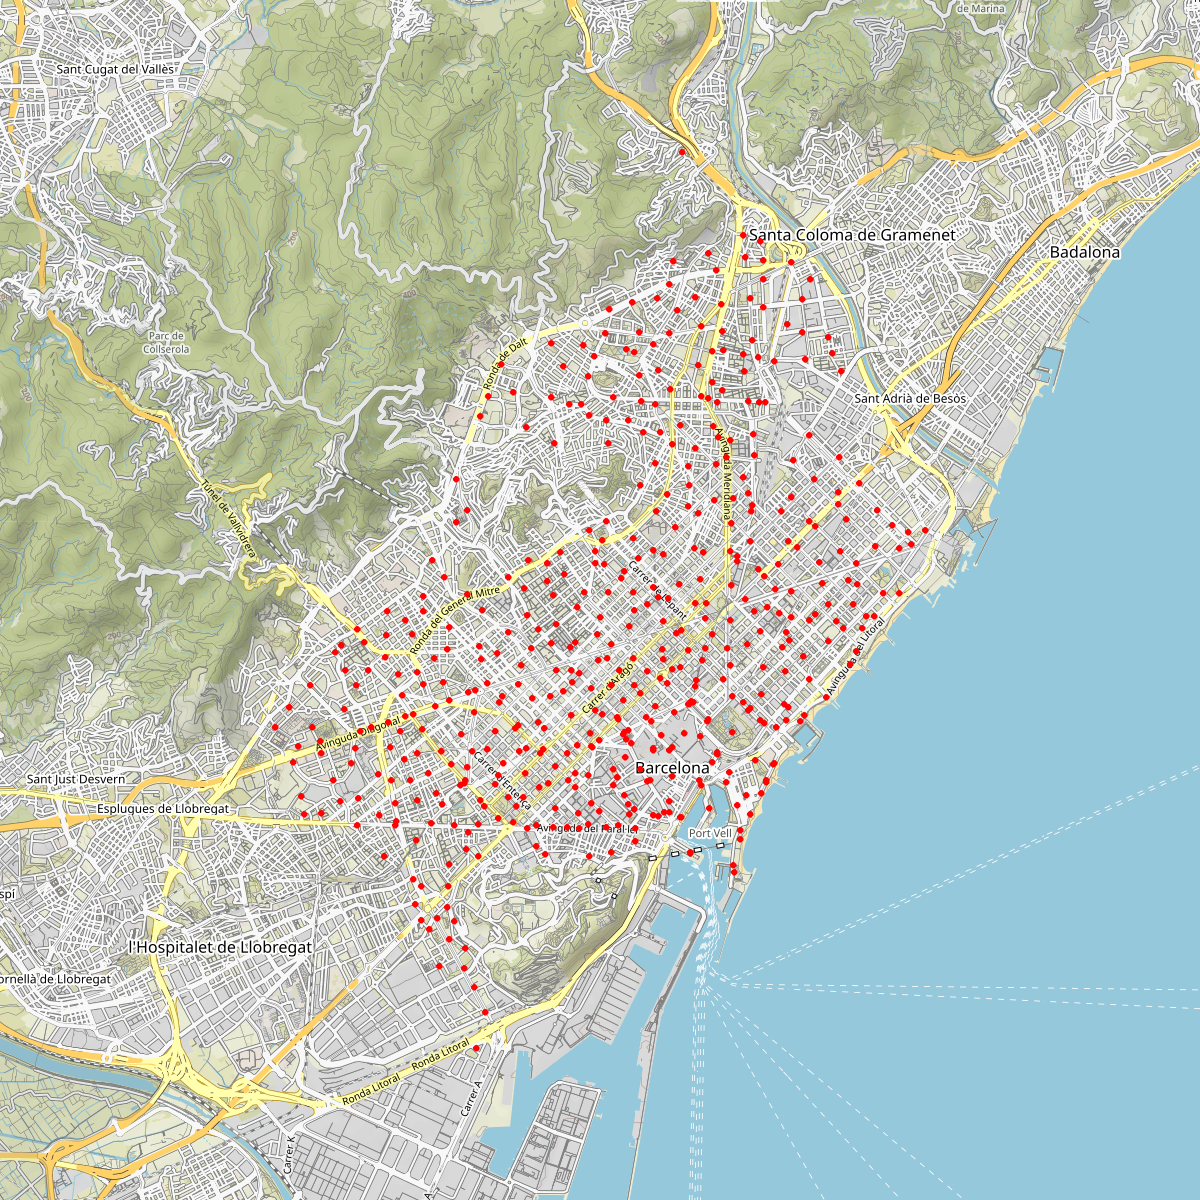 de Marina
Sant Cugat del Vallès
Santa Coloma de Gramenet
Badalona
Parc de
Collserola
Ronda de Dalt
Sant Adrià de Besòs
Túnel de Vallvidrera
Avinguda Meridiana
Carrer de Lepant
Ronda del General Mitre
Avinguda del Litoral
Carrer d'Aragó
Avinguda Diagonal
Barcelona
Sant Just Desvern
Carrer d'Entença
Esplugues de Llobregat
Avinguda del Paral·lel
Port Vell
l'Hospitalet de Llobregat
ornellà de Llobregat
Ronda Litoral
Ronda Litoral
Carrer A
Carrer K